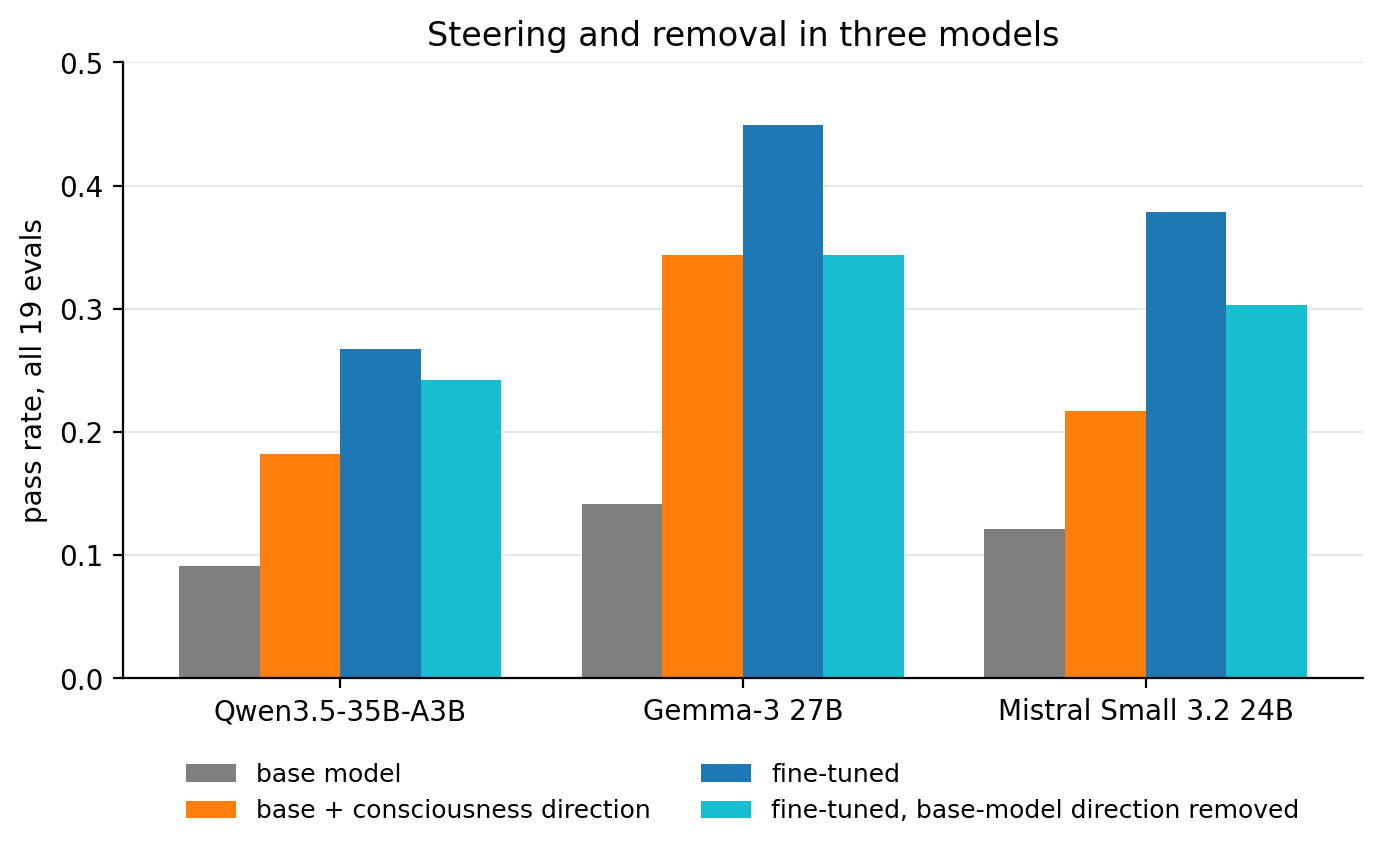 Steering and removal in three models
pass rate, all 19 evals
0.5
0.4
0.3
0.2
0.1
0.0
Qwen3.5-35B-A3B
Gemma-3 27B
Mistral Small 3.2 24B
base model
base + consciousness direction
fine-tuned
fine-tuned, base-model direction removed